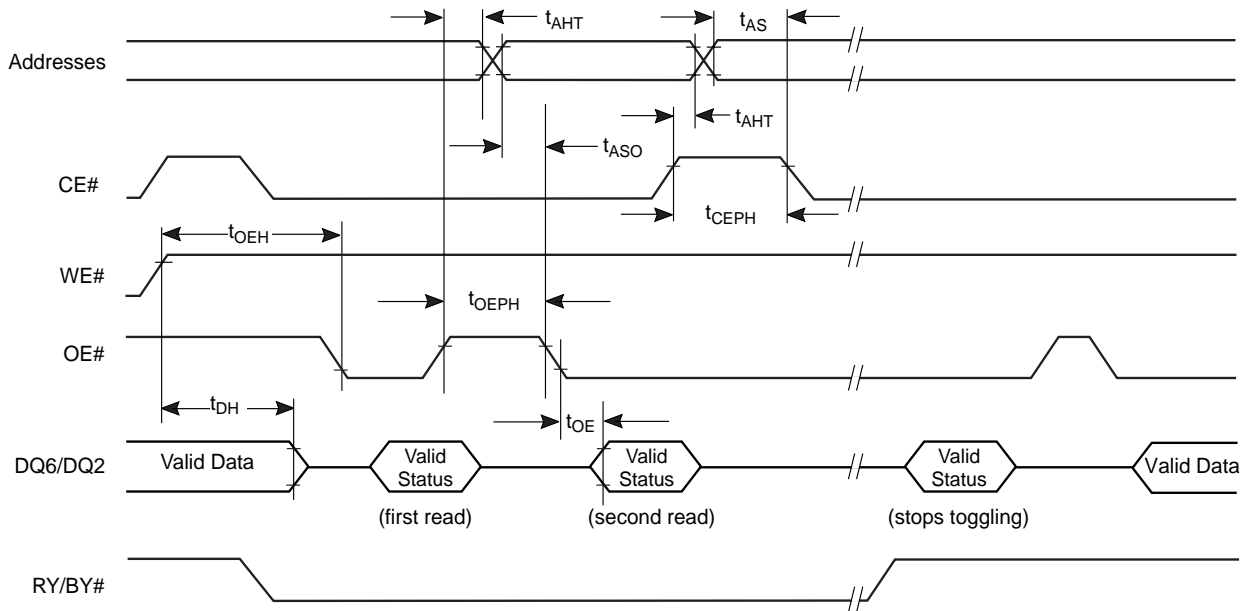 tAHT
tAS
Addresses
tAHT
tASO
CE#
tCEPH
tOEH
WE#
tOEPH
OE#
tDH
tOE
DQ6/DQ2
Valid Data
Valid
Status
Valid
Status
Valid
Status
Valid Data
(first read)
(second read)
(stops toggling)
RY/BY#